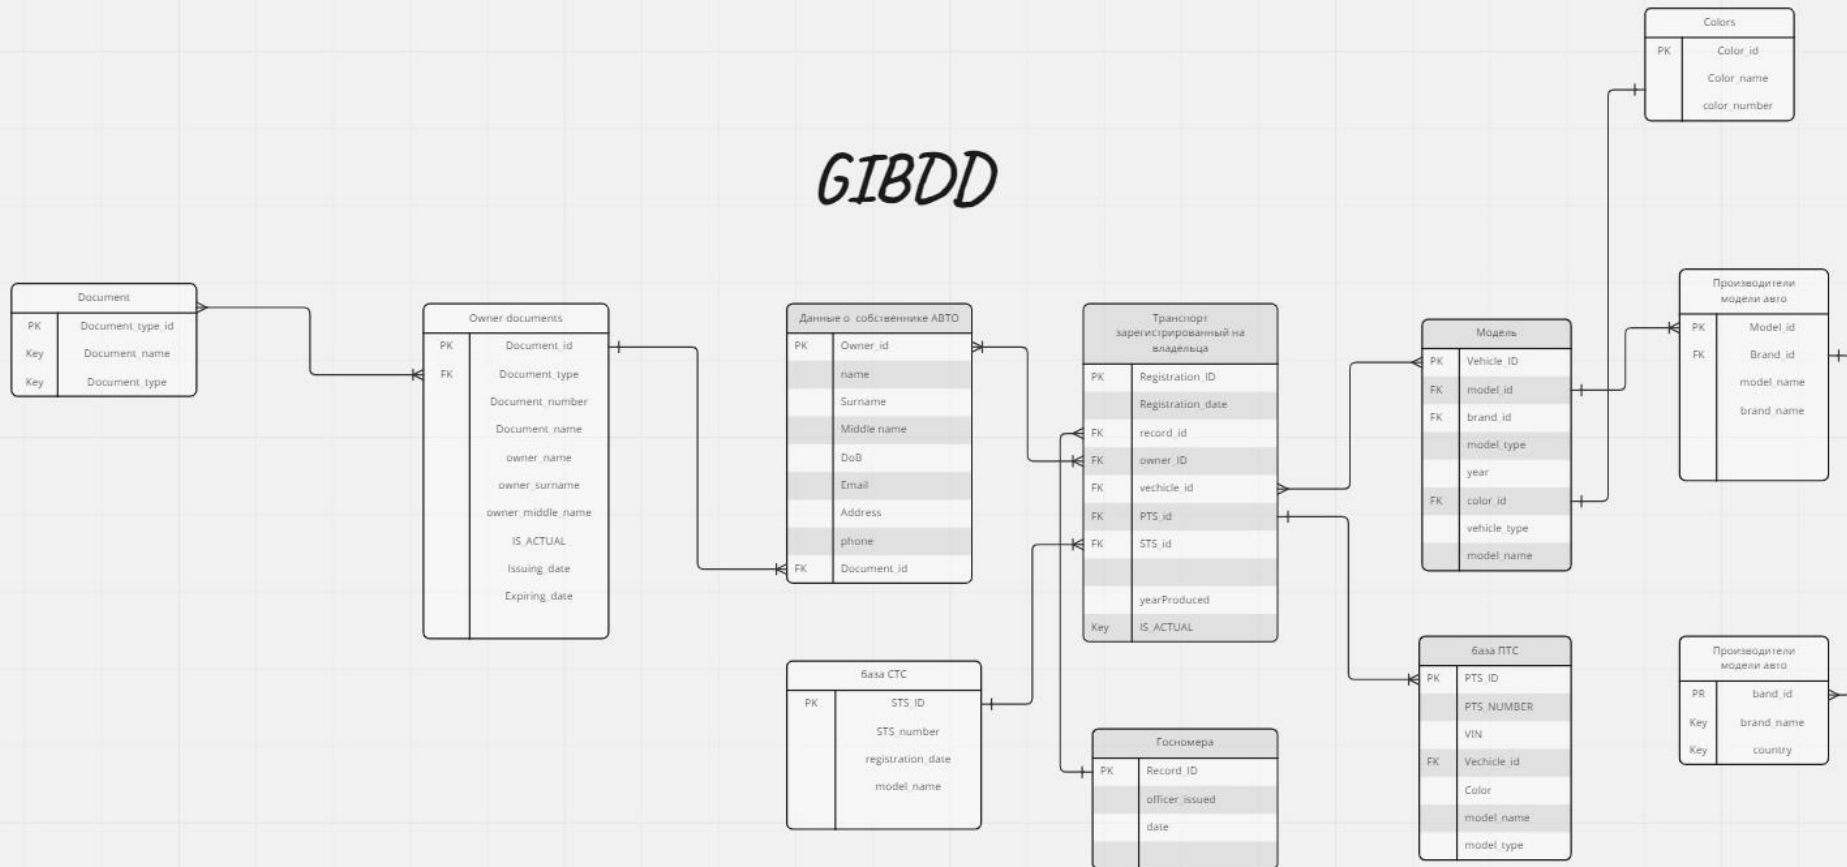 Colors
PK Color_id
Color_name
color_number
GIBDD
Document
PK Document_type_id
Key Document_name
Key Document_type
Owner documents
PK Document_id
FK Document_type
Document_number
Document_name
owner_name
owner_surname
owner_middle_name
IS_ACTUAL
Issuing_date
Expiring_date
Данные о собственнике АВТО
PK Owner_id
name
Surname
Middle name
DoB
Email
Address
phone
FK Document_id
Транспорт
зарегистрированный на
владельца
PK Registration_ID
Registration_date
FK record_id
FK owner_ID
FK vechicle_id
FK PTS_id
FK STS_id
yearProduced
Key IS_ACTUAL
Модель
PK Vehicle_ID
FK model_id
FK brand_id
model_type
year
FK color_id
vehicle_type
model_name
Производители
модели авто
PK Model_id
FK Brand_id
model_name
brand_name
база СТС
PK STS_ID
STS_number
registration_date
model_name
Госномера
PK Record_ID
officer_issued
date
база ПТС
PK PTS_ID
PTS_NUMBER
VIN
FK Vechicle_id
Color
model_name
model_type
Производители
модели авто
PR band_id
Key brand_name
Key country